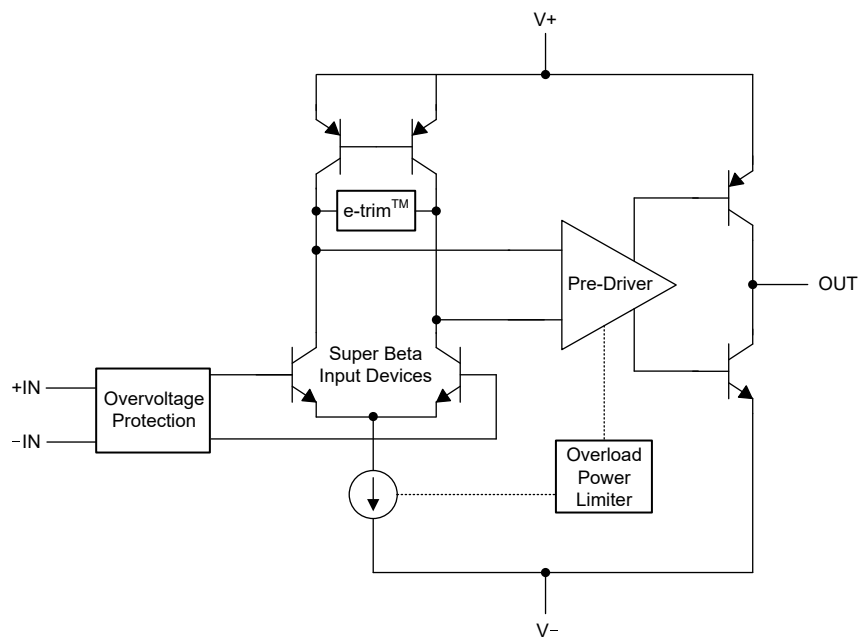 V+
e-trim™
Pre-Driver
OUT
Super Beta
Input Devices
+IN
Overvoltage
Protection
−IN
Overload
Power
Limiter
V−